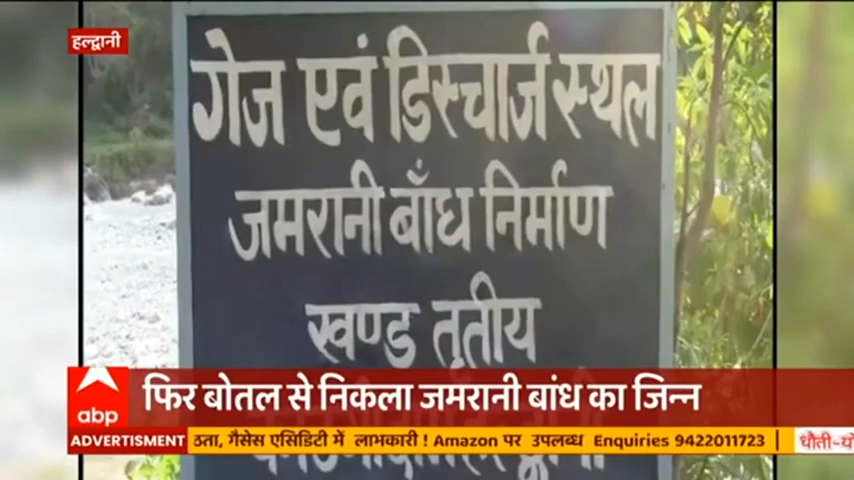 हल्द्वानी
गेज एवं डिस्चार्ज स्थल
जमरानी बाँध निर्माण
खण्ड तृतीय
फिर बोतल से निकला जमरानी बांध का जिन्न
abp
ADVERTISMENT ठता, गैसेस एसिडिटी में लाभकारी ! Amazon पर उपलब्ध Enquiries 9422011723 धौती-यो